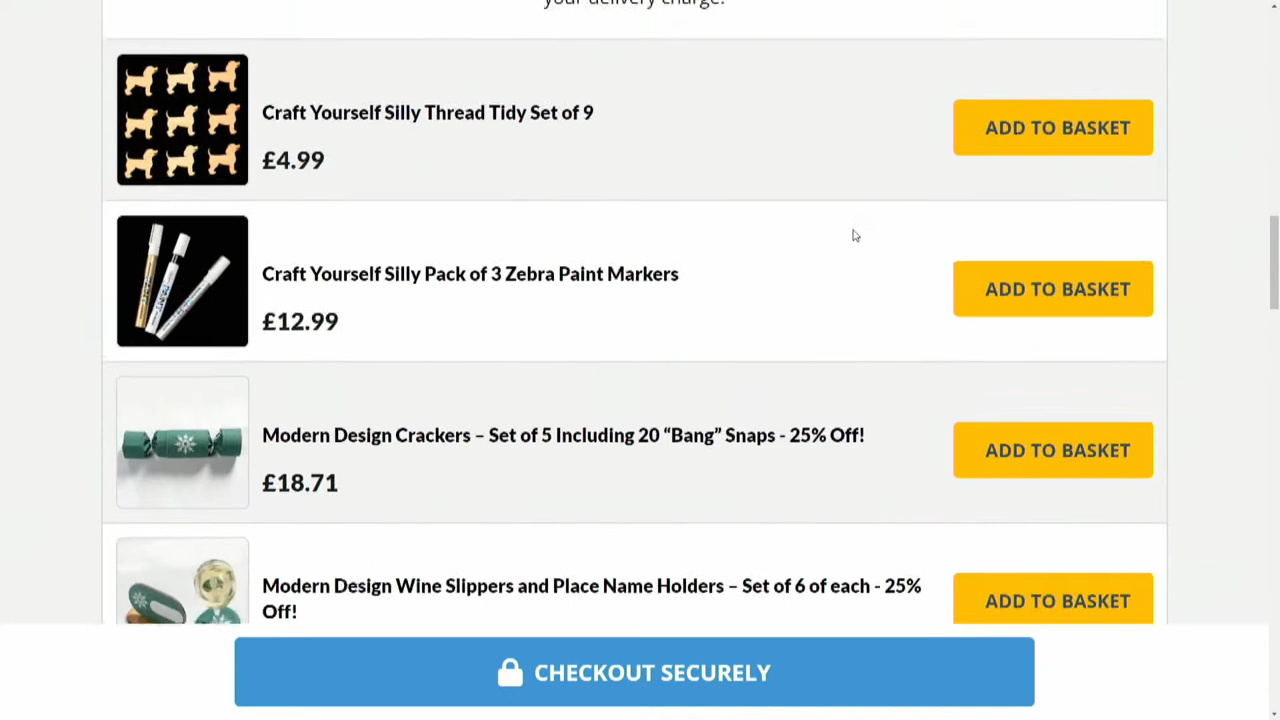 your delivery charge.
Craft Yourself Silly Thread Tidy Set of 9
£4.99
ADD TO BASKET
Craft Yourself Silly Pack of 3 Zebra Paint Markers
£12.99
ADD TO BASKET
Modern Design Crackers – Set of 5 Including 20 “Bang” Snaps - 25% Off!
£18.71
ADD TO BASKET
Modern Design Wine Slippers and Place Name Holders – Set of 6 of each - 25%
Off!
ADD TO BASKET
CHECKOUT SECURELY